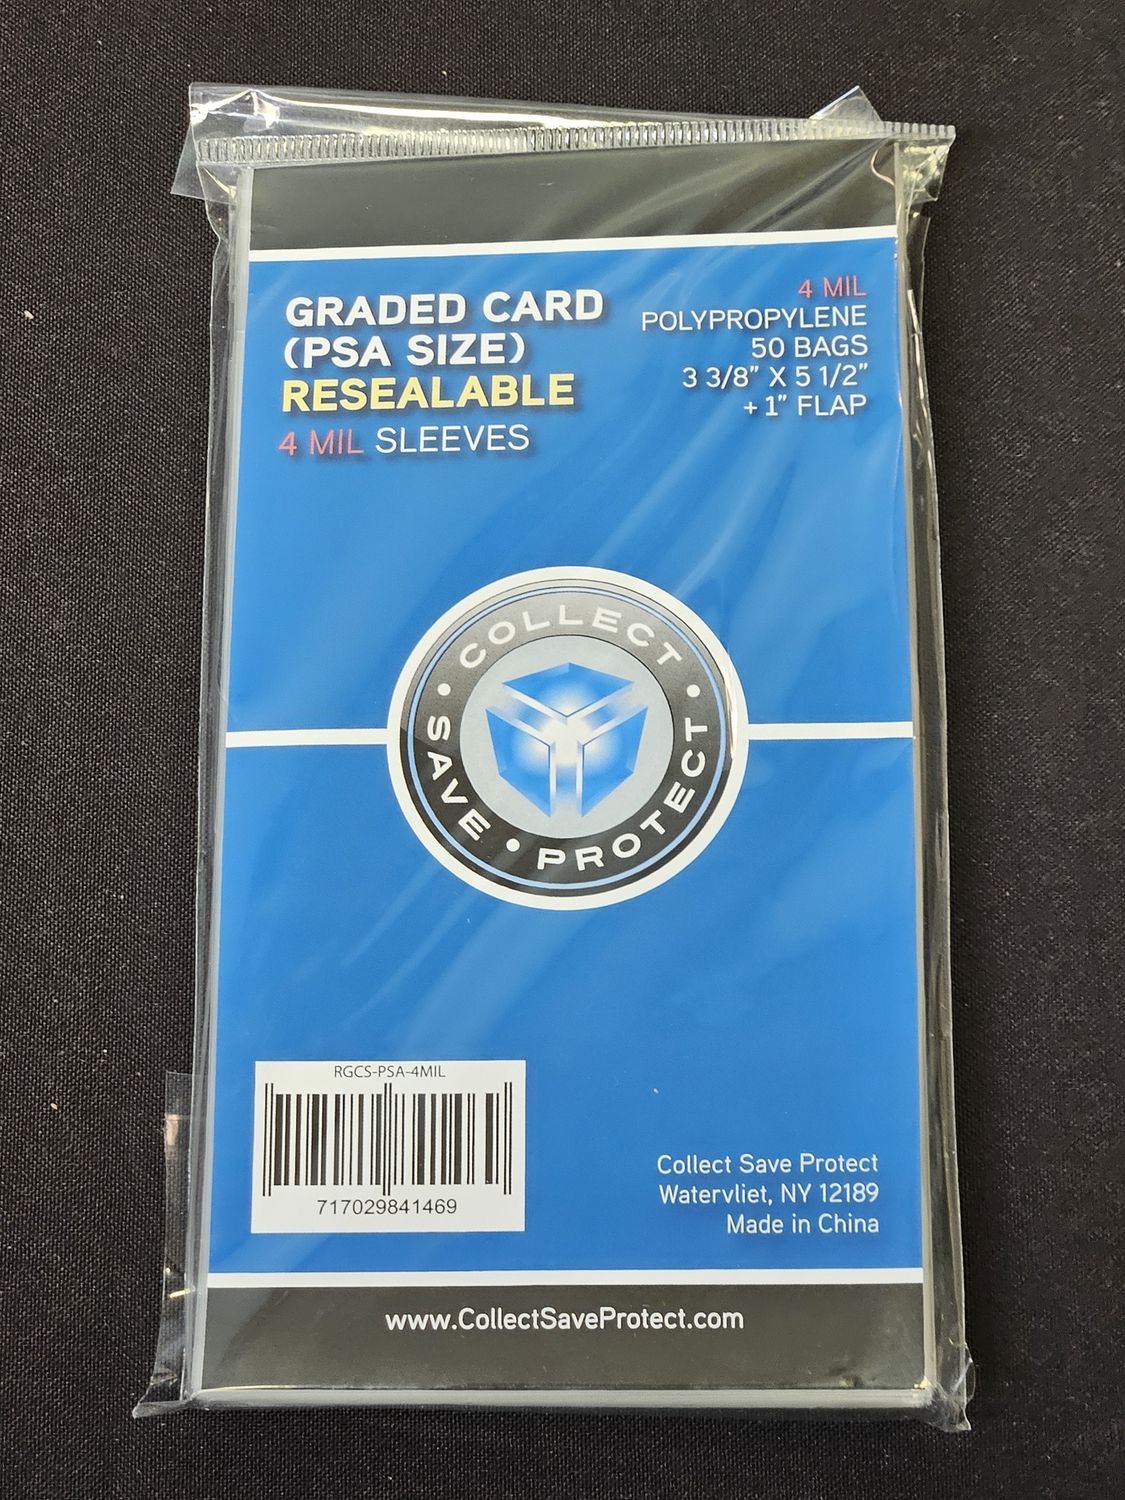 GRADED CARD
(PSA SIZE)
RESEALABLE
4 MIL SLEEVES
4 MIL
POLYPROPYLENE
50 BAGS
3 3/8" X 5 1/2"
+ 1" FLAP
COLLECT • SAVE • PROTECT •
RGCS-PSA-4MIL
717029841469
Collect Save Protect
Watervliet, NY 12189
Made in China
www.CollectSaveProtect.com